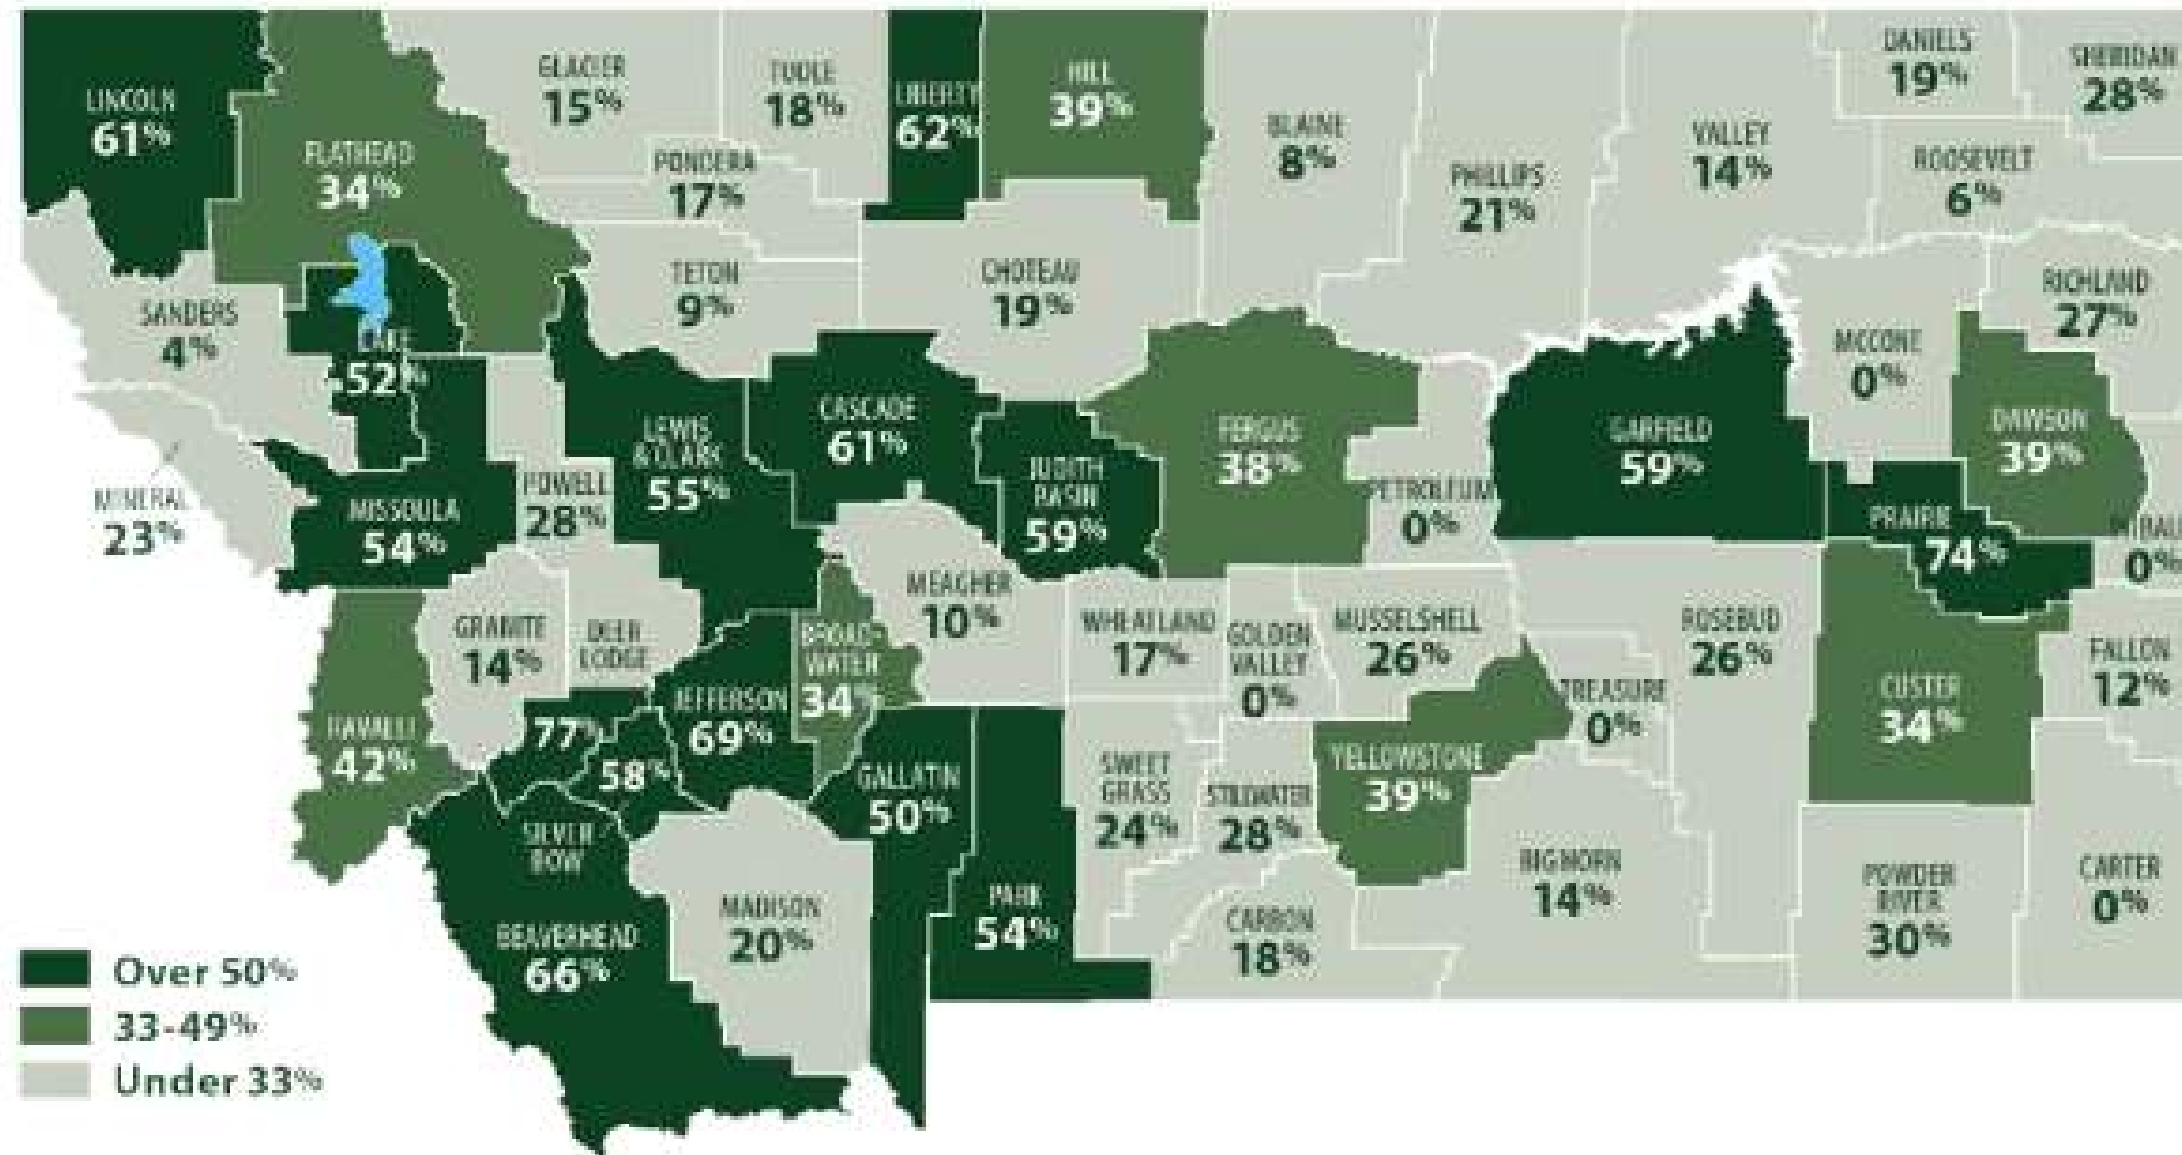 LINCOLN
61%
FLATHEAD
34%
GLACIER
15%
TOOLE
18%
PONDERA
17%
LIBERTY
62%
HILL
39%
BLAINE
8%
PHILLIPS
21%
VALLEY
14%
DANIELS
19%
SHERIDAN
28%
ROOSEVELT
6%
SANDERS
4%
52%
TETON
9%
CHOTEAU
19%
RICHLAND
27%
MCCONE
0%
MINERAL
23%
MISSOULA
54%
POWELL
28%
LEWIS
& CLARK
55%
CASCADE
61%
JUDITH
BASIN
59%
FERGUS
38%
PETROLEUM
0%
GARFIELD
59%
PRAIRIE
74%
DAWSON
39%
WIBAU
0%
RAVALLI
42%
GRANITE
14%
DEER
LODGE
77%
58%
SILVER
BOW
JEFFERSON
69%
BROAD-
WATER
34%
MEAGHER
10%
WHEATLAND
17%
GOLDEN
VALLEY
0%
MUSSELSHELL
26%
TREASURE
0%
ROSEBUD
26%
CUSTER
34%
FALLON
12%
GALLATIN
50%
PARK
54%
SWEET
GRASS
24%
STILLWATER
28%
YELLOWSTONE
39%
BEAVERHEAD
66%
MADISON
20%
CARBON
18%
BIGHORN
14%
POWDER
RIVER
30%
CARTER
0%
Over 50%
33-49%
Under 33%